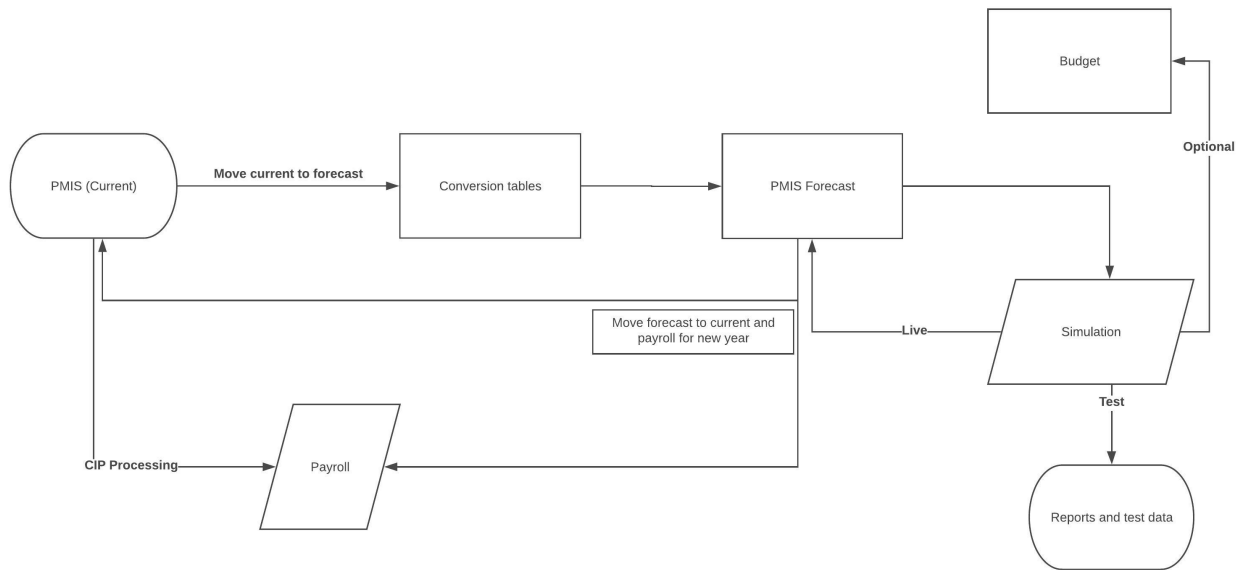 Budget
Optional
PMIS (Current)
Move current to forecast
Conversion tables
PMIS Forecast
Move forecast to current and
payroll for new year
Live
Simulation
Test
CIP Processing
Payroll
Reports and test data